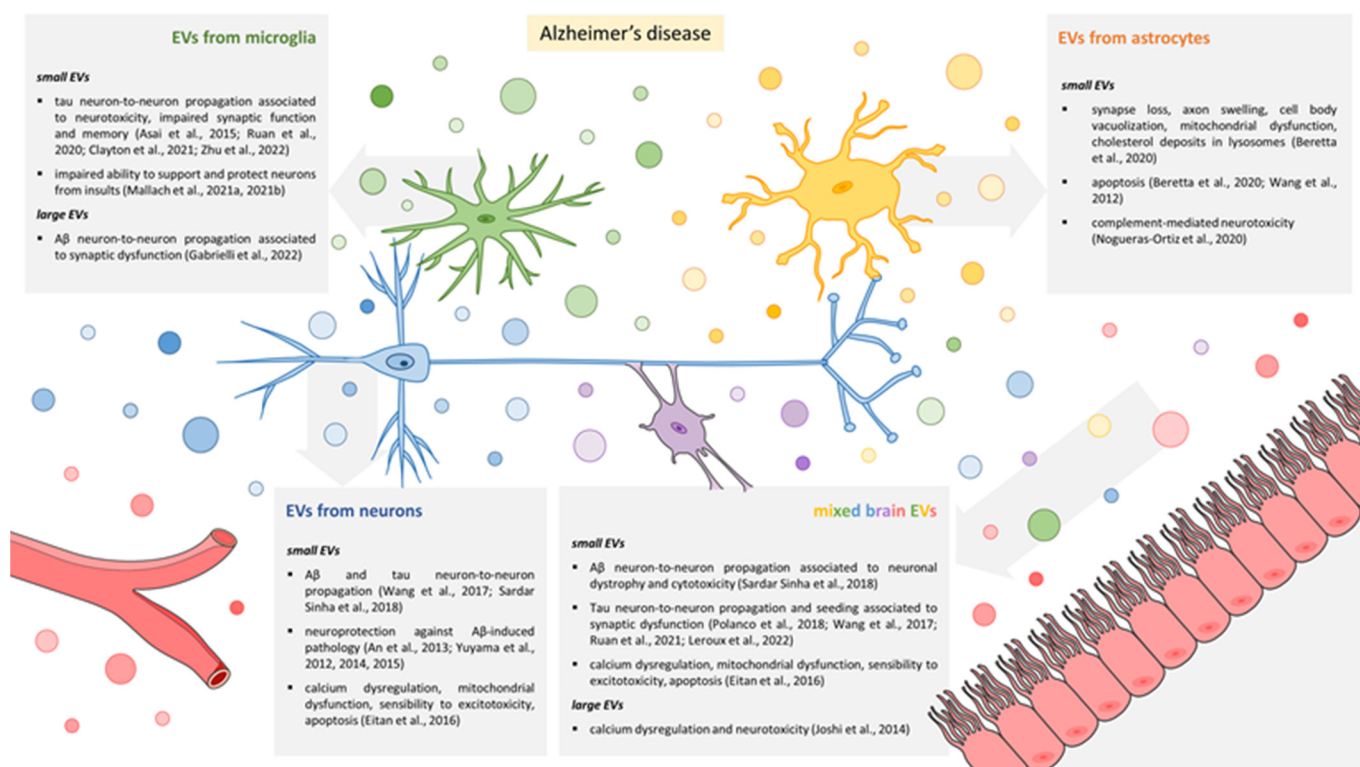 Alzheimer's disease
EVs from microglia
small EVs
▪ tau neuron-to-neuron propagation associated
to neurotoxicity, impaired synaptic function
and memory (Asai et al., 2015; Ruan et al.,
2020; Clayton et al., 2021; Zhu et al., 2022)
▪ impaired ability to support and protect neurons
from insults (Mallach et al., 2021a, 2021b)
large EVs
▪ Aβ neuron-to-neuron propagation associated
to synaptic dysfunction (Gabrielli et al., 2022)
EVs from astrocytes
small EVs
▪ synapse loss, axon swelling, cell body
vacuolization, mitochondrial dysfunction,
cholesterol deposits in lysosomes (Beretta
et al., 2020)
▪ apoptosis (Beretta et al., 2020; Wang et al.,
2012)
▪ complement-mediated neurotoxicity
(Nogueras-Ortiz et al., 2020)
EVs from neurons
small EVs
▪ Aβ and tau neuron-to-neuron
propagation (Wang et al., 2017; Sardar
Sinha et al., 2018)
▪ neuroprotection against Aβ-induced
pathology (An et al., 2013; Yuyama et al.,
2012, 2014, 2015)
▪ calcium dysregulation, mitochondrial
dysfunction, sensibility to excitotoxicity,
apoptosis (Eitan et al., 2016)
mixed brain EVs
small EVs
▪ Aβ neuron-to-neuron propagation associated to neuronal
dystrophy and cytotoxicity (Sardar Sinha et al., 2018)
▪ Tau neuron-to-neuron propagation and seeding associated to
synaptic dysfunction (Polanco et al., 2018; Wang et al., 2017;
Ruan et al., 2021; Leroux et al., 2022)
▪ calcium dysregulation, mitochondrial dysfunction, sensibility to
excitotoxicity, apoptosis (Eitan et al., 2016)
large EVs
▪ calcium dysregulation and neurotoxicity (Joshi et al., 2014)